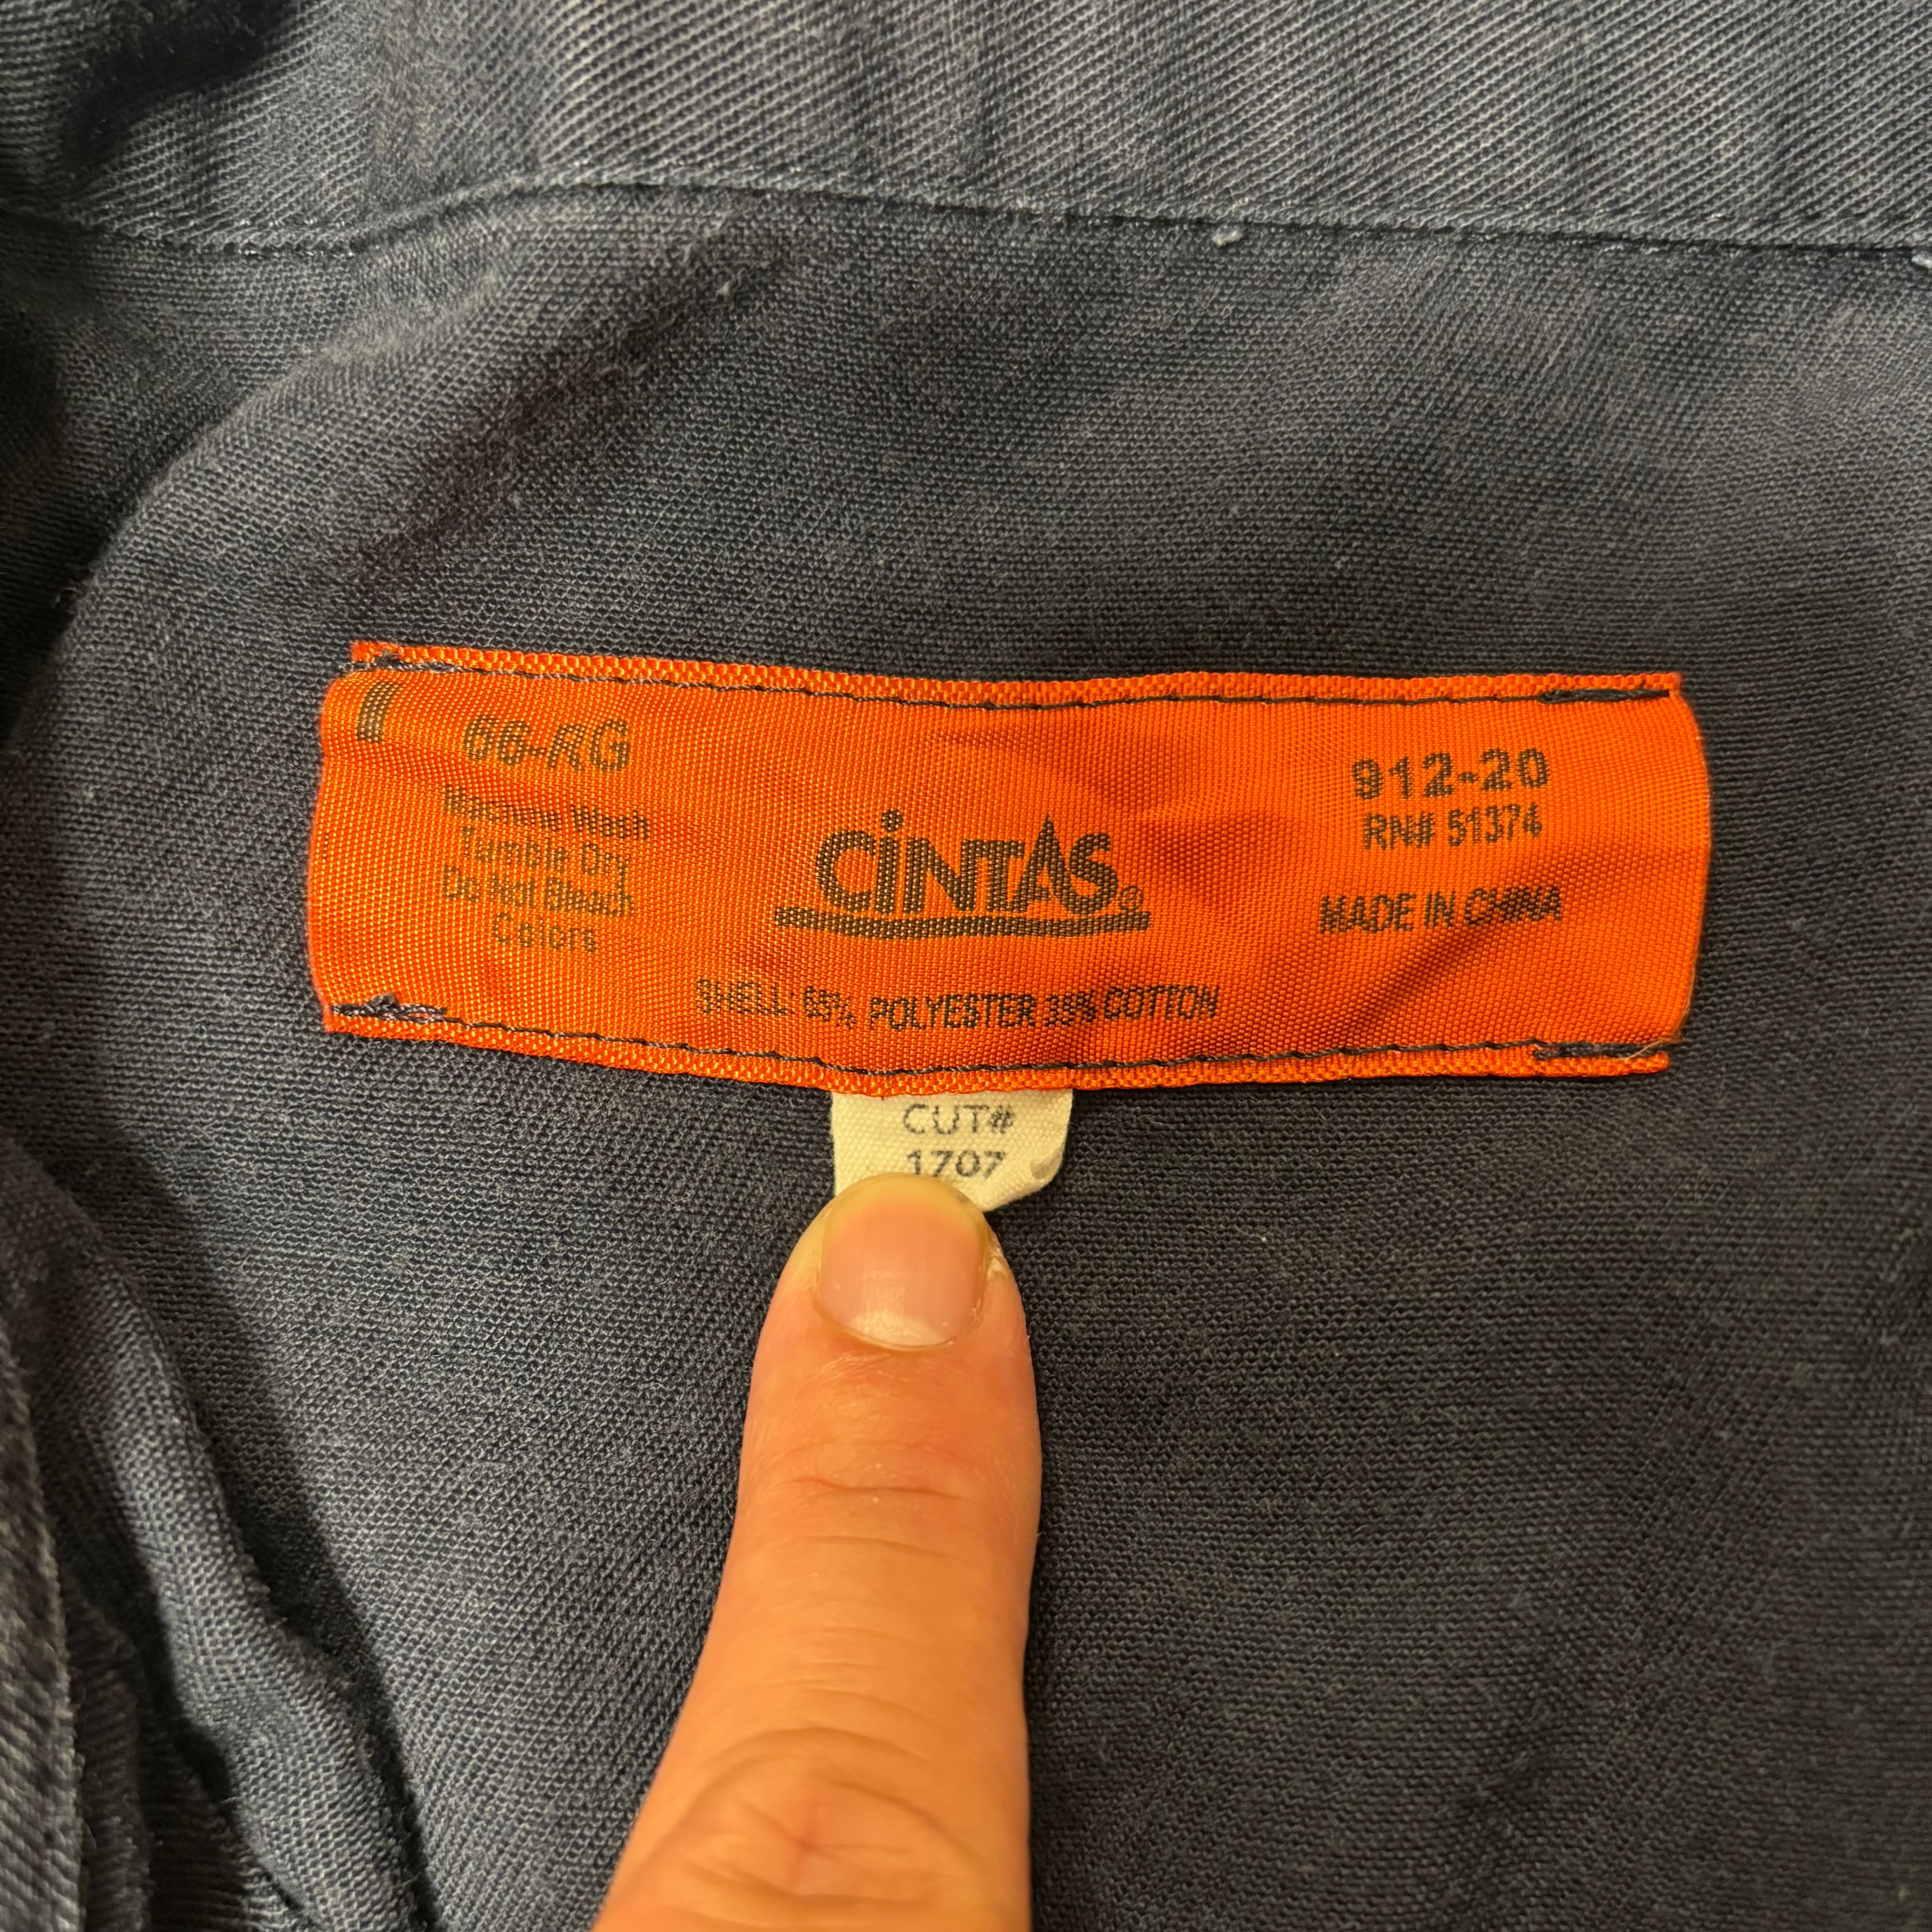 66-RG
Machine Wash
Tumble Dry
Do Not Bleach
Colors
CINTAS®
912-20
RN# 51374
MADE IN CHINA
SHELL: 65% POLYESTER 35% COTTON
CUT#
1707